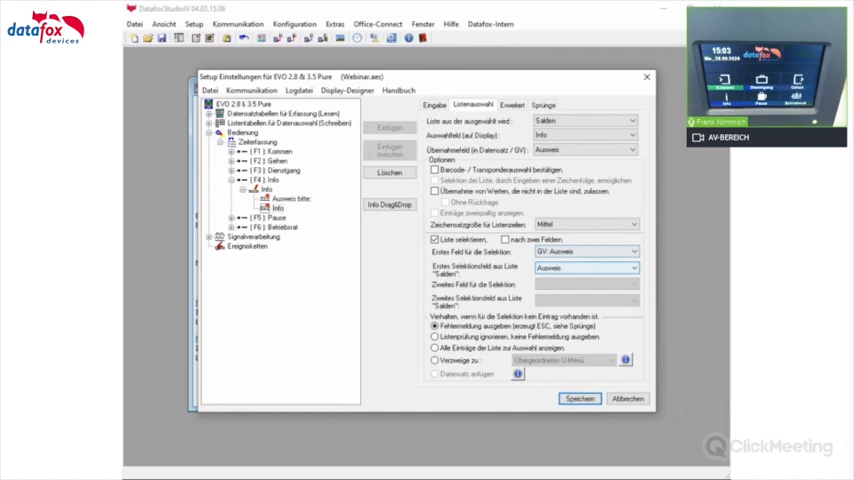 datafox
devices
DatafoxStudioIV 04.03.15.06
Datei Ansicht Setup Kommunikation Konfiguration Extras Office-Connect Fenster Hilfe Datafox-Intern
Setup Einstellungen für EVO 2.8 & 3.5 Pure (Webinar.aes)
Datei Kommunikation Logdatei Display-Designer Handbuch
EVO 2.8 & 3.5 Pure
Datensatztabellen für Erfassung (Lesen)
Listentabellen für Datenauswahl (Schreiben)
Bedienung
Zeiterfassung
[F1]: Kommen
[F2]: Gehen
[F3]: Dienstgang
[F4]: Info
Info
Ausweis bitte:
Info
[F5]: Pause
[F6]: Betriebsrat
Signalverarbeitung
Ereignisketten
Einfügen
Einfügen
zwischen
Löschen
Info Drag&Drop
Eingabe Listenauswahl Erweitert Sprünge
Liste aus der ausgewählt wird: Salden
Auswahlfeld (auf Display): Info
Übernahmefeld (in Datensatz / GV): Ausweis
Optionen
Barcode- / Transponderauswahl bestätigen.
Selektion der Liste, durch Eingeben einer Zeichenfolge, ermöglichen
Übernahme von Werten, die nicht in der Liste sind, zulassen.
Ohne Rückfrage
Einträge zweispaltig anzeigen.
Zeichensatzgröße für Listenzeilen: Mittel
Liste selektieren, nach zwei Feldern.
Erstes Feld für die Selektion: GV: Ausweis
Erstes Selektionsfeld aus Liste
"Salden": Ausweis
Zweites Feld für die Selektion:
Zweites Selektionsfeld aus Liste
"Salden":
Verhalten, wenn für die Selektion kein Eintrag vorhanden ist.
Fehlermeldung ausgeben (erzeugt ESC, siehe Sprünge)
Listenprüfung ignorieren, keine Fehlermeldung ausgeben.
Alle Einträge der Liste zur Auswahl anzeigen.
Verzweige zu: Übergeordnetes U-Menü
Datensatz anfügen
Speichern Abbrechen
15:03
datafox
Kommen Dienstgang Gehen
Info Pause Betriebsrat
Frank Nimmrich
AV-BEREICH
ClickMeeting